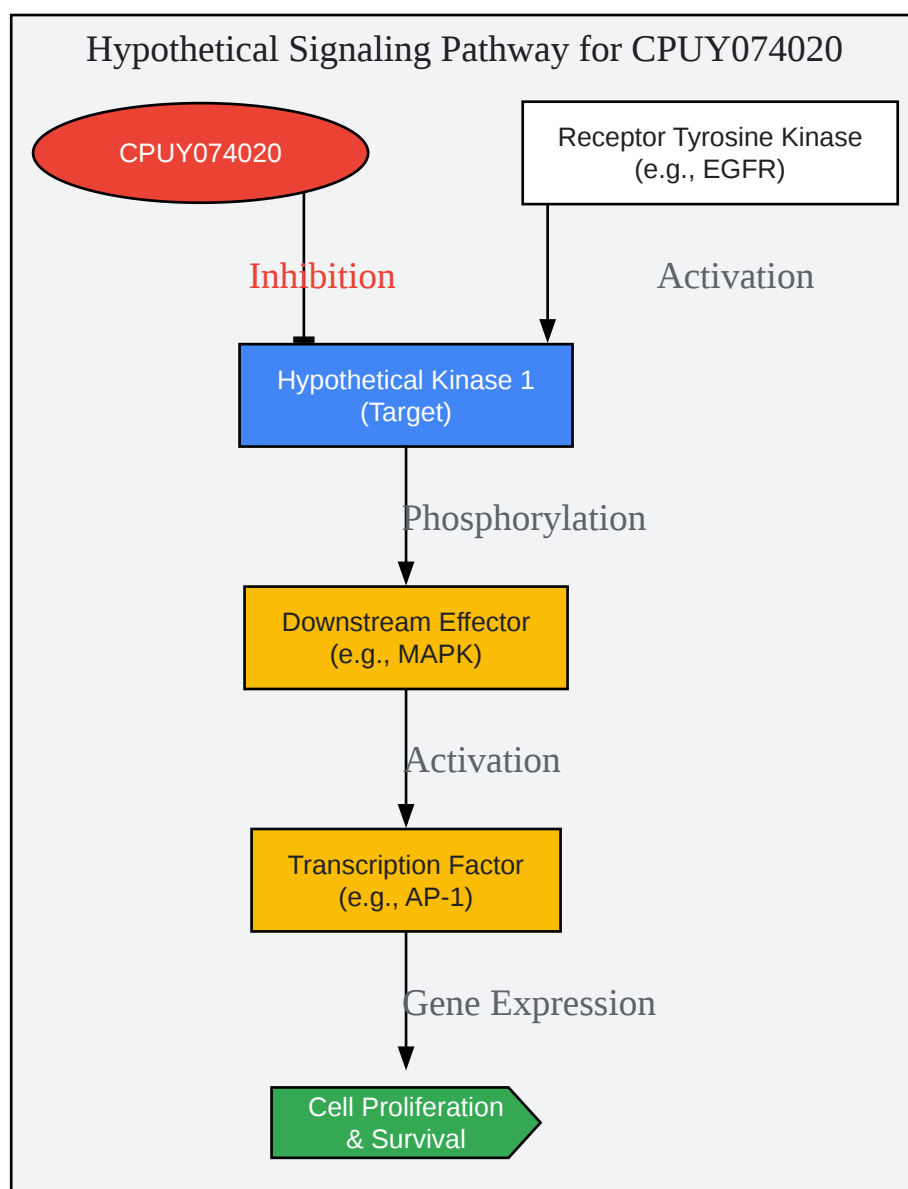 Hypothetical Signaling Pathway for CPUY074020
CPUY074020
Receptor Tyrosine Kinase
(e.g., EGFR)
Inhibition
Activation
Hypothetical Kinase 1
(Target)
Phosphorylation
Downstream Effector
(e.g., MAPK)
Activation
Transcription Factor
(e.g., AP-1)
Gene Expression
Cell Proliferation
& Survival